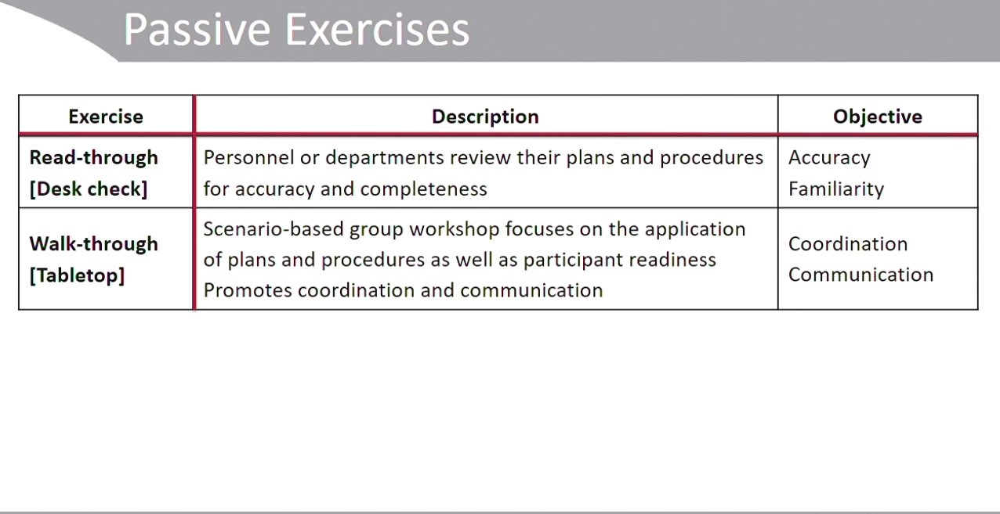 Passive Exercises
Exercise
Description
Objective
Read-through
[Desk check]
Personnel or departments review their plans and procedures
for accuracy and completeness
Accuracy
Familiarity
Walk-through
[Tabletop]
Scenario-based group workshop focuses on the application
of plans and procedures as well as participant readiness
Promotes coordination and communication
Coordination
Communication